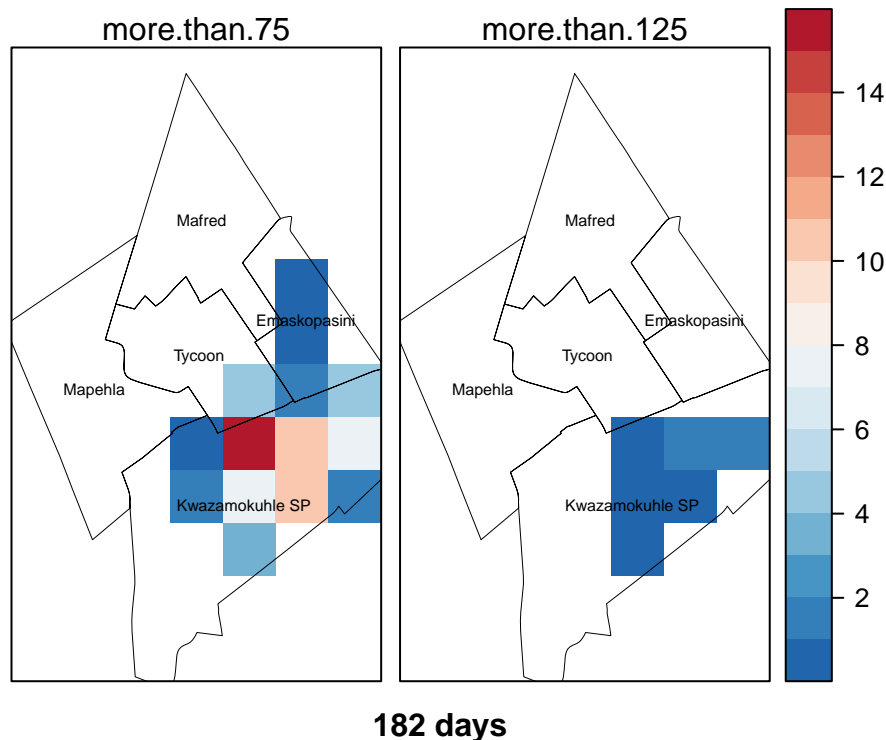 more.than.75
more.than.125
Mafred
Emaskopasini
Tycoon
Mapehla
Kwazamokuhle SP
Mafred
Emaskopasini
Tycoon
Mapehla
Kwazamokuhle SP
14
12
10
8
6
4
2
182 days